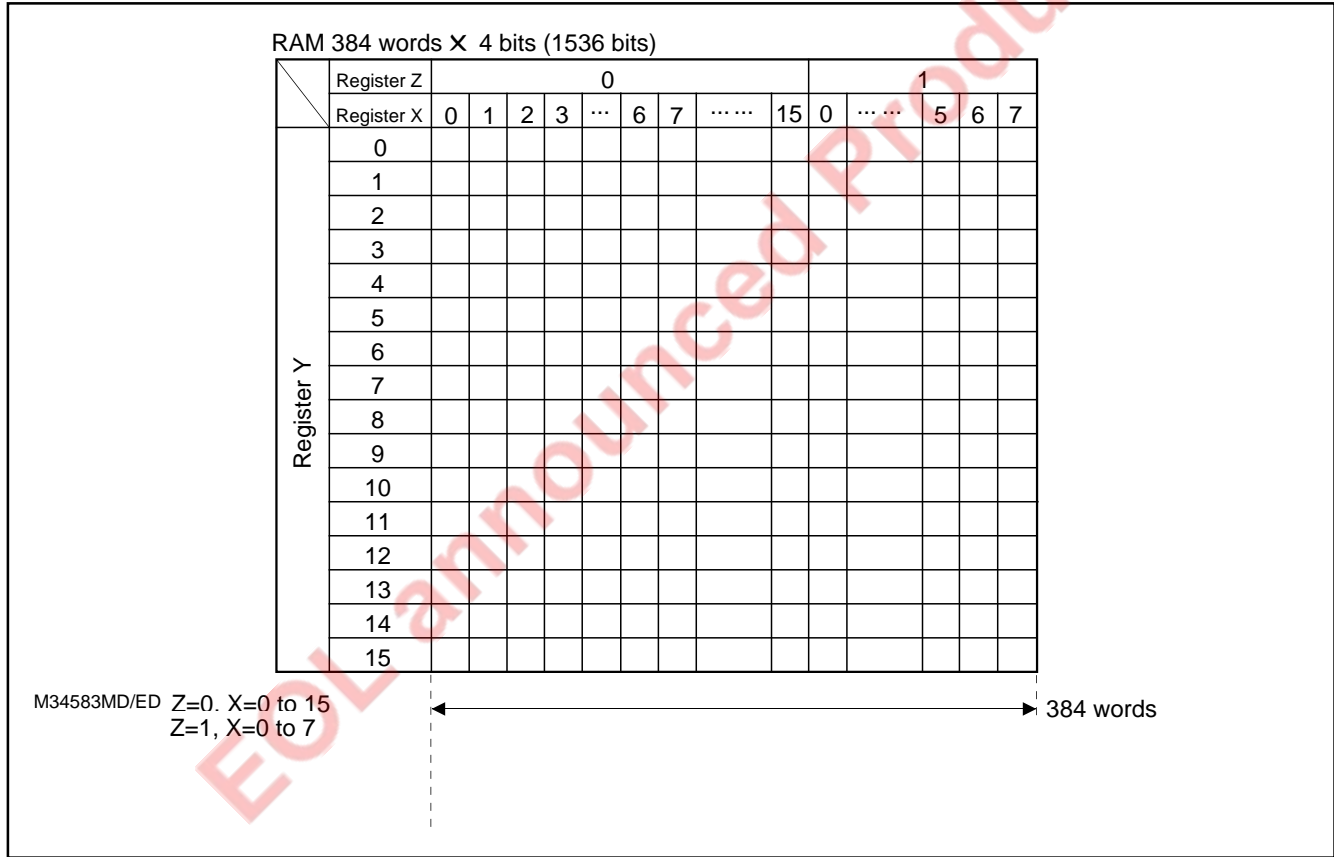 RAM 384 words X 4 bits (1536 bits)
Register Z 0 1
Register X 0 1 2 3 ... 6 7 ... ... 15 0 ... ... 5 6 7
Register Y
0
1
2
3
4
5
6
7
8
9
10
11
12
13
14
15
M34583MD/ED Z=0, X=0 to 15
Z=1, X=0 to 7
384 words
EOL announced Produ